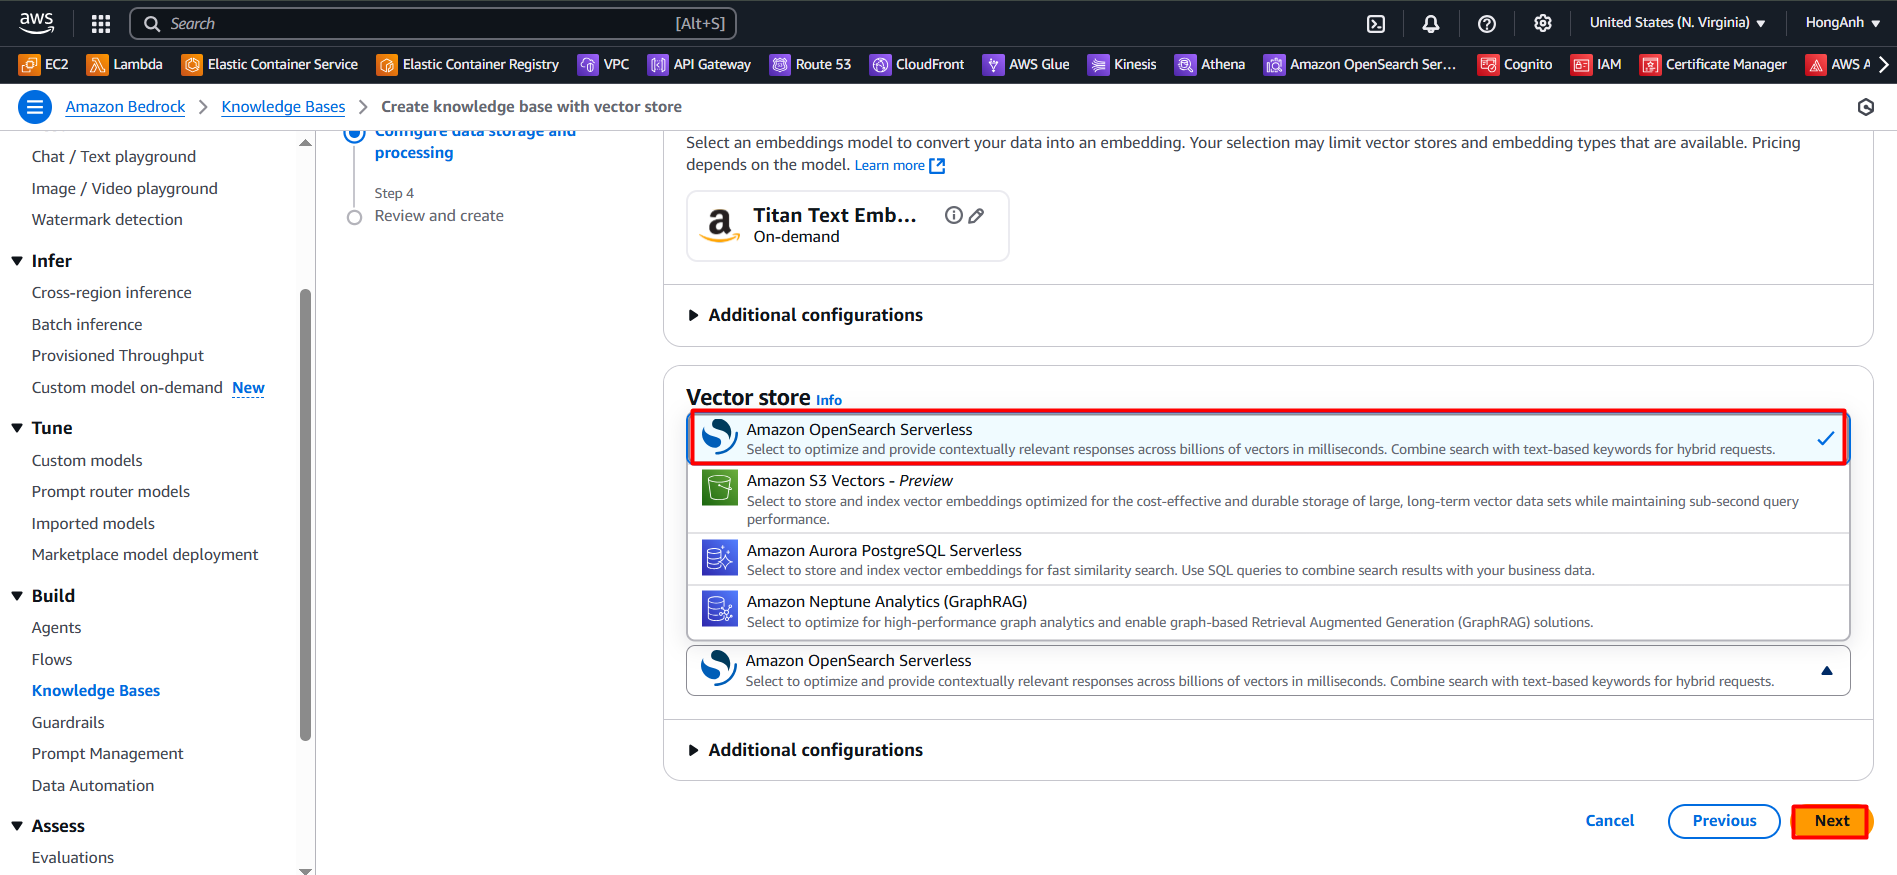 aws
Search [Alt+S]
United States (N. Virginia) HongAnh
EC2 Lambda Elastic Container Service Elastic Container Registry VPC API Gateway Route 53 CloudFront AWS Glue Kinesis Athena Amazon OpenSearch Ser... Cognito IAM Certificate Manager AWS A
Amazon Bedrock Knowledge Bases Create knowledge base with vector store
Chat / Text playground
Image / Video playground
Watermark detection
Infer
Cross-region inference
Batch inference
Provisioned Throughput
Custom model on-demand New
Tune
Custom models
Prompt router models
Imported models
Marketplace model deployment
Build
Agents
Flows
Knowledge Bases
Guardrails
Prompt Management
Data Automation
Assess
Evaluations
Configure data storage and
processing
Step 4
Review and create
Select an embeddings model to convert your data into an embedding. Your selection may limit vector stores and embedding types that are available. Pricing
depends on the model. Learn more
Titan Text Emb...
On-demand
Additional configurations
Vector store Info
Amazon OpenSearch Serverless
Select to optimize and provide contextually relevant responses across billions of vectors in milliseconds. Combine search with text-based keywords for hybrid requests.
Amazon S3 Vectors - Preview
Select to store and index vector embeddings optimized for the cost-effective and durable storage of large, long-term vector data sets while maintaining sub-second query
performance.
Amazon Aurora PostgreSQL Serverless
Select to store and index vector embeddings for fast similarity search. Use SQL queries to combine search results with your business data.
Amazon Neptune Analytics (GraphRAG)
Select to optimize for high-performance graph analytics and enable graph-based Retrieval Augmented Generation (GraphRAG) solutions.
Amazon OpenSearch Serverless
Select to optimize and provide contextually relevant responses across billions of vectors in milliseconds. Combine search with text-based keywords for hybrid requests.
Additional configurations
Cancel Previous Next